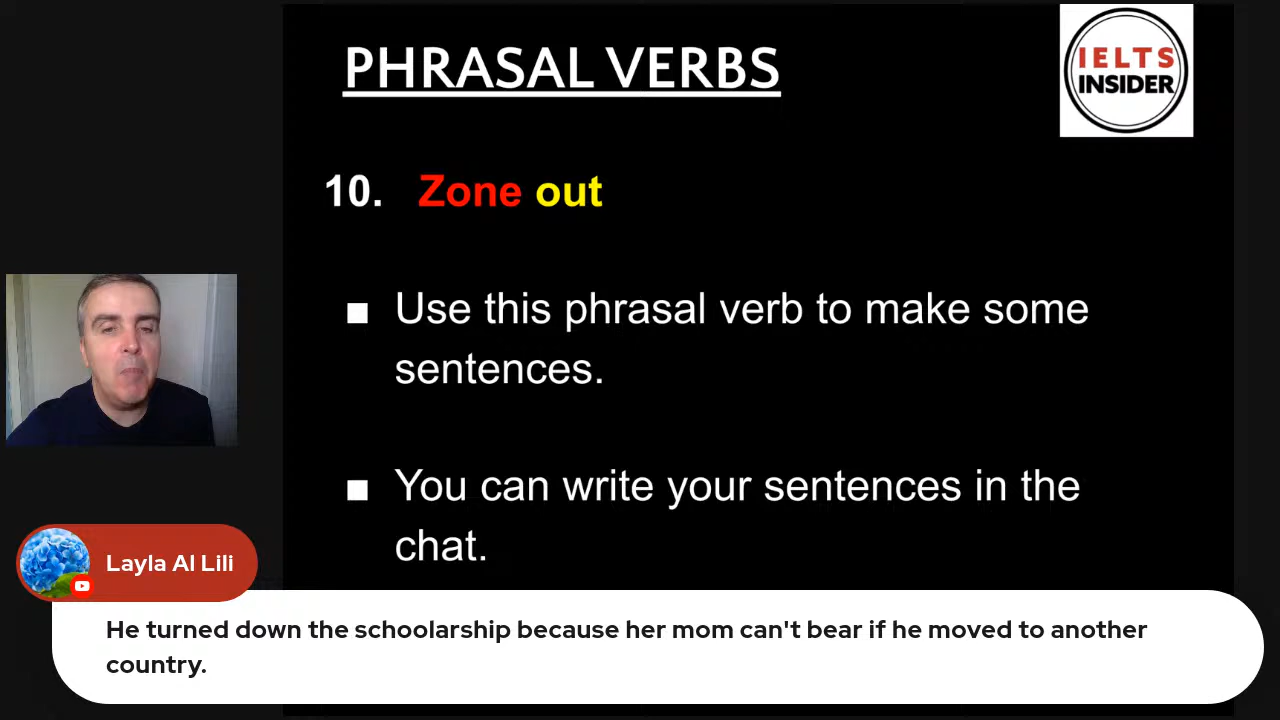 PHRASAL VERBS
IELTS
INSIDER
10. Zone out
■ Use this phrasal verb to make some
sentences.
■ You can write your sentences in the
chat.
Layla Al Lili
He turned down the schoolarship because her mom can't bear if he moved to another
country.